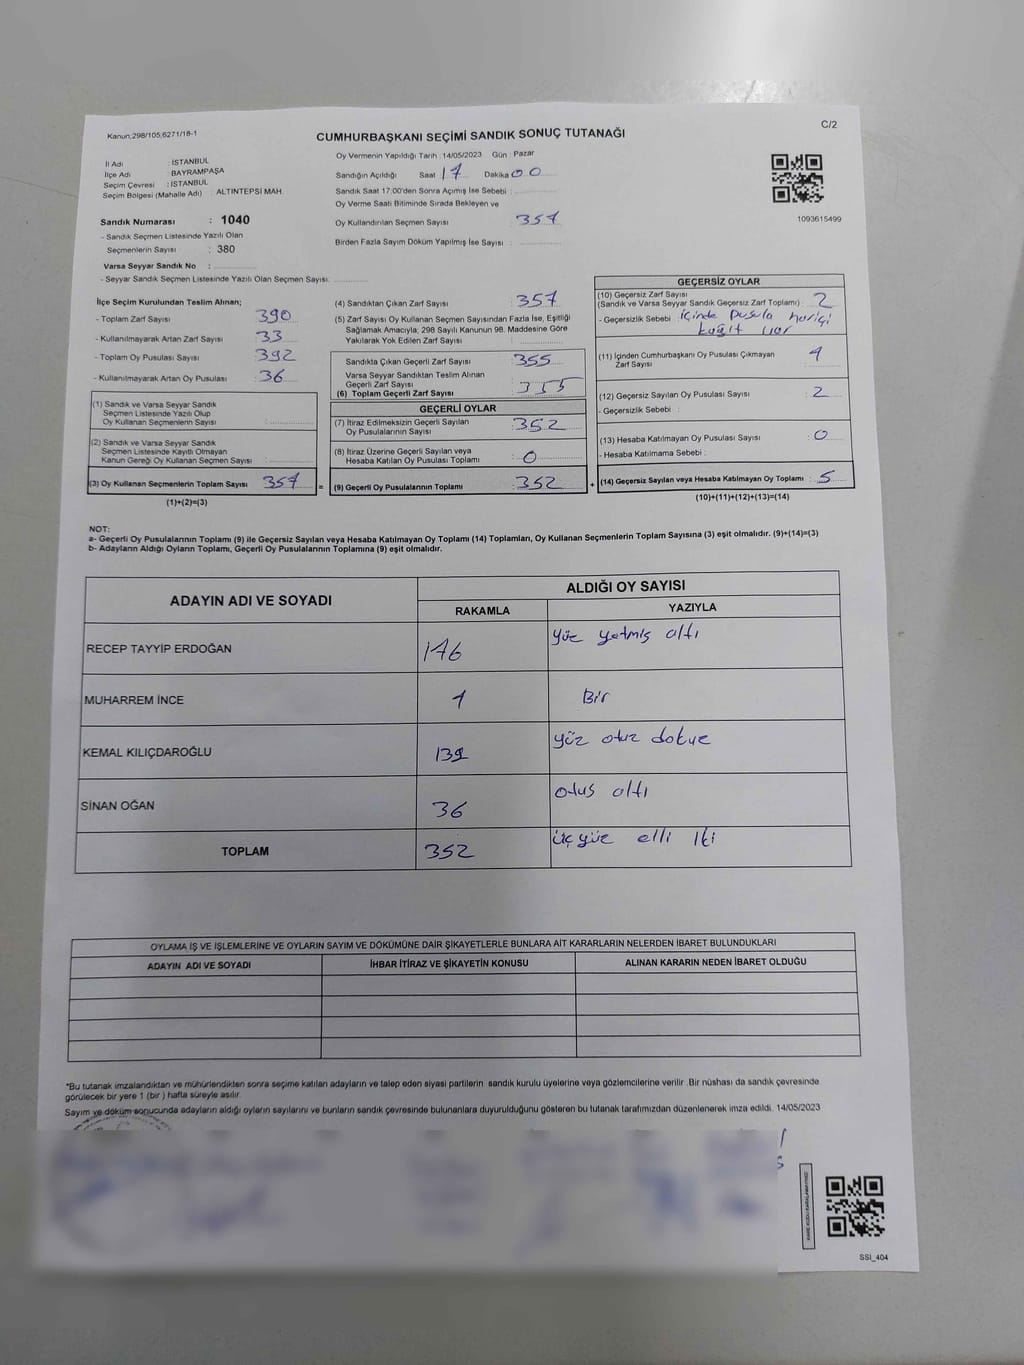 Kanun;298/105,6271/18-1
C/2
CUMHURBAŞKANI SEÇİMİ SANDIK SONUÇ TUTANAĞI
İl Adı : İSTANBUL
İlçe Adı : BAYRAMPAŞA
Seçim Çevresi : İSTANBUL
Seçim Bölgesi (Mahalle Adı) : ALTINTEPSİ MAH.
Sandık Numarası : 1040
- Sandık Seçmen Listesinde Yazılı Olan
Seçmenlerin Sayısı : 380
Varsa Seyyar Sandık No :
- Seyyar Sandık Seçmen Listesinde Yazılı Olan Seçmen Sayısı:
Oy Vermenin Yapıldığı Tarih : 14/05/2023 Gün : Pazar
Sandığın Açıldığı Saat 17 Dakika 00
Sandık Saat 17:00'den Sonra Açımış İse Sebebi :
Oy Verme Saati Bitiminde Sırada Bekleyen ve
Oy Kullandırılan Seçmen Sayısı : 357
Birden Fazla Sayım Döküm Yapılmış İse Sayısı :
1093615499
İlçe Seçim Kurulundan Teslim Alınan;
- Toplam Zarf Sayısı : 390
- Kullanılmayarak Artan Zarf Sayısı : 33
- Toplam Oy Pusulası Sayısı : 392
- Kullanılmayarak Artan Oy Pusulası : 36
(1) Sandık ve Varsa Seyyar Sandık
Seçmen Listesinde Yazılı Olup
Oy Kullanan Seçmenlerin Sayısı :
(2) Sandık ve Varsa Seyyar Sandık
Seçmen Listesinde Kayıtlı Olmayan
Kanun Gereği Oy Kullanan Seçmen Sayısı :
(3) Oy Kullanan Seçmenlerin Toplam Sayısı : 357
(1)+(2)=(3)
(4) Sandıktan Çıkan Zarf Sayısı : 357
(5) Zarf Sayısı Oy Kullanan Seçmen Sayısından Fazla İse, Eşitliği
Sağlamak Amacıyla; 298 Sayılı Kanunun 98. Maddesine Göre
Yakılarak Yok Edilen Zarf Sayısı :
Sandıkta Çıkan Geçerli Zarf Sayısı : 355
Varsa Seyyar Sandıktan Teslim Alınan
Geçerli Zarf Sayısı :
(6) Toplam Geçerli Zarf Sayısı : 355
GEÇERLİ OYLAR
(7) İtiraz Edilmeksizin Geçerli Sayılan
Oy Pusulalarının Sayısı : 352
(8) İtiraz Üzerine Geçerli Sayılan veya
Hesaba Katılan Oy Pusulası Toplamı : 0
= (9) Geçerli Oy Pusulalarının Toplamı : 352
GEÇERSİZ OYLAR
(10) Geçersiz Zarf Sayısı
(Sandık ve Varsa Seyyar Sandık Geçersiz Zarf Toplamı) : 2
- Geçersizlik Sebebi : içinde pusula harici
kağıt var
(11) İçinden Cumhurbaşkanı Oy Pusulası Çıkmayan
Zarf Sayısı : 1
(12) Geçersiz Sayılan Oy Pusulası Sayısı : 2
- Geçersizlik Sebebi :
(13) Hesaba Katılmayan Oy Pusulası Sayısı : 0
- Hesaba Katılmama Sebebi :
+ (14) Geçersiz Sayılan veya Hesaba Katılmayan Oy Toplamı : 5
(10)+(11)+(12)+(13)=(14)
NOT:
a- Geçerli Oy Pusulalarının Toplamı (9) ile Geçersiz Sayılan veya Hesaba Katılmayan Oy Toplamı (14) Toplamları, Oy Kullanan Seçmenlerin Toplam Sayısına (3) eşit olmalıdır. (9)+(14)=(3)
b- Adayların Aldığı Oyların Toplamı, Geçerli Oy Pusulalarının Toplamına (9) eşit olmalıdır.
ADAYIN ADI VE SOYADI
ALDIĞI OY SAYISI
RAKAMLA YAZIYLA
RECEP TAYYİP ERDOĞAN 176 yüz yetmiş altı
MUHARREM İNCE 1 Bir
KEMAL KILIÇDAROĞLU 139 yüz otuz dokuz
SİNAN OĞAN 36 otus altı
TOPLAM 352 üçyüz elli iki
OYLAMA İŞ VE İŞLEMLERİNE VE OYLARIN SAYIM VE DÖKÜMÜNE DAİR ŞİKAYETLERLE BUNLARA AİT KARARLARIN NELERDEN İBARET BULUNDUKLARI
ADAYIN ADI VE SOYADI İHBAR İTİRAZ VE ŞİKAYETİN KONUSU ALINAN KARARIN NEDEN İBARET OLDUĞU
*Bu tutanak imzalandıktan ve mühürlendikten sonra seçime katılan adayların ve talep eden siyasi partilerin sandık kurulu üyelerine veya gözlemcilerine verilir .Bir nüshası da sandık çevresinde
görülecek bir yere 1 (bir ) hafta süreyle asılır.
Sayım ve döküm sonucunda adayların aldığı oyların sayılarını ve bunların sandık çevresinde bulunanlara duyurulduğunu gösteren bu tutanak tarafımızdan düzenlenerek imza edildi. 14/05/2023
SSI_404